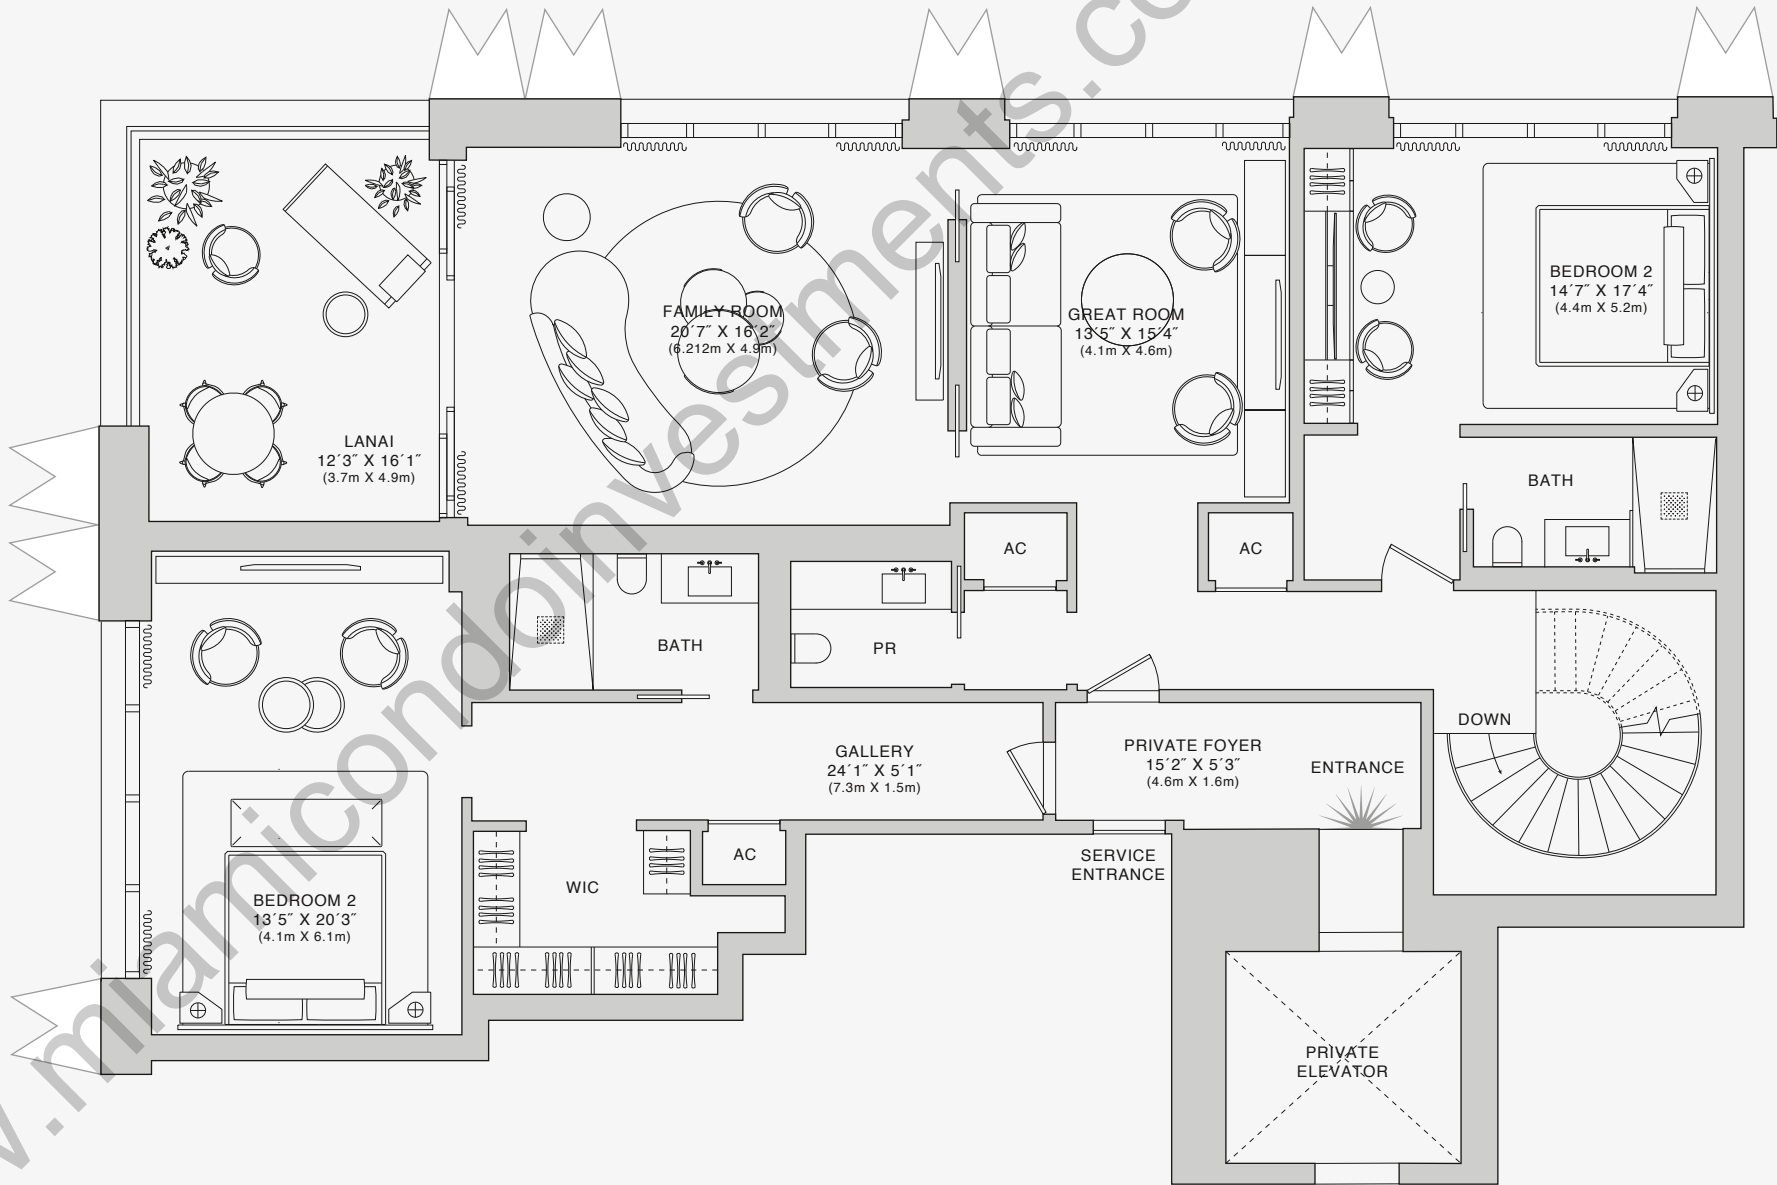 FAMILY ROOM
20´7˝ X 16´2˝
(6.212m X 4.9m)
GREAT ROOM
13´5˝ X 15´4˝
(4.1m X 4.6m)
BEDROOM 2
14´7˝ X 17´4˝
(4.4m X 5.2m)
LANAI
12´3˝ X 16´1˝
(3.7m X 4.9m)
BATH
AC
AC
BATH
PR
DOWN
GALLERY
24´1˝ X 5´1˝
(7.3m X 1.5m)
PRIVATE FOYER
15´2˝ X 5´3˝
(4.6m X 1.6m)
ENTRANCE
AC
SERVICE
ENTRANCE
WIC
BEDROOM 2
13´5˝ X 20´3˝
(4.1m X 6.1m)
PRIVATE
ELEVATOR
w.miamicondoinvestments.co